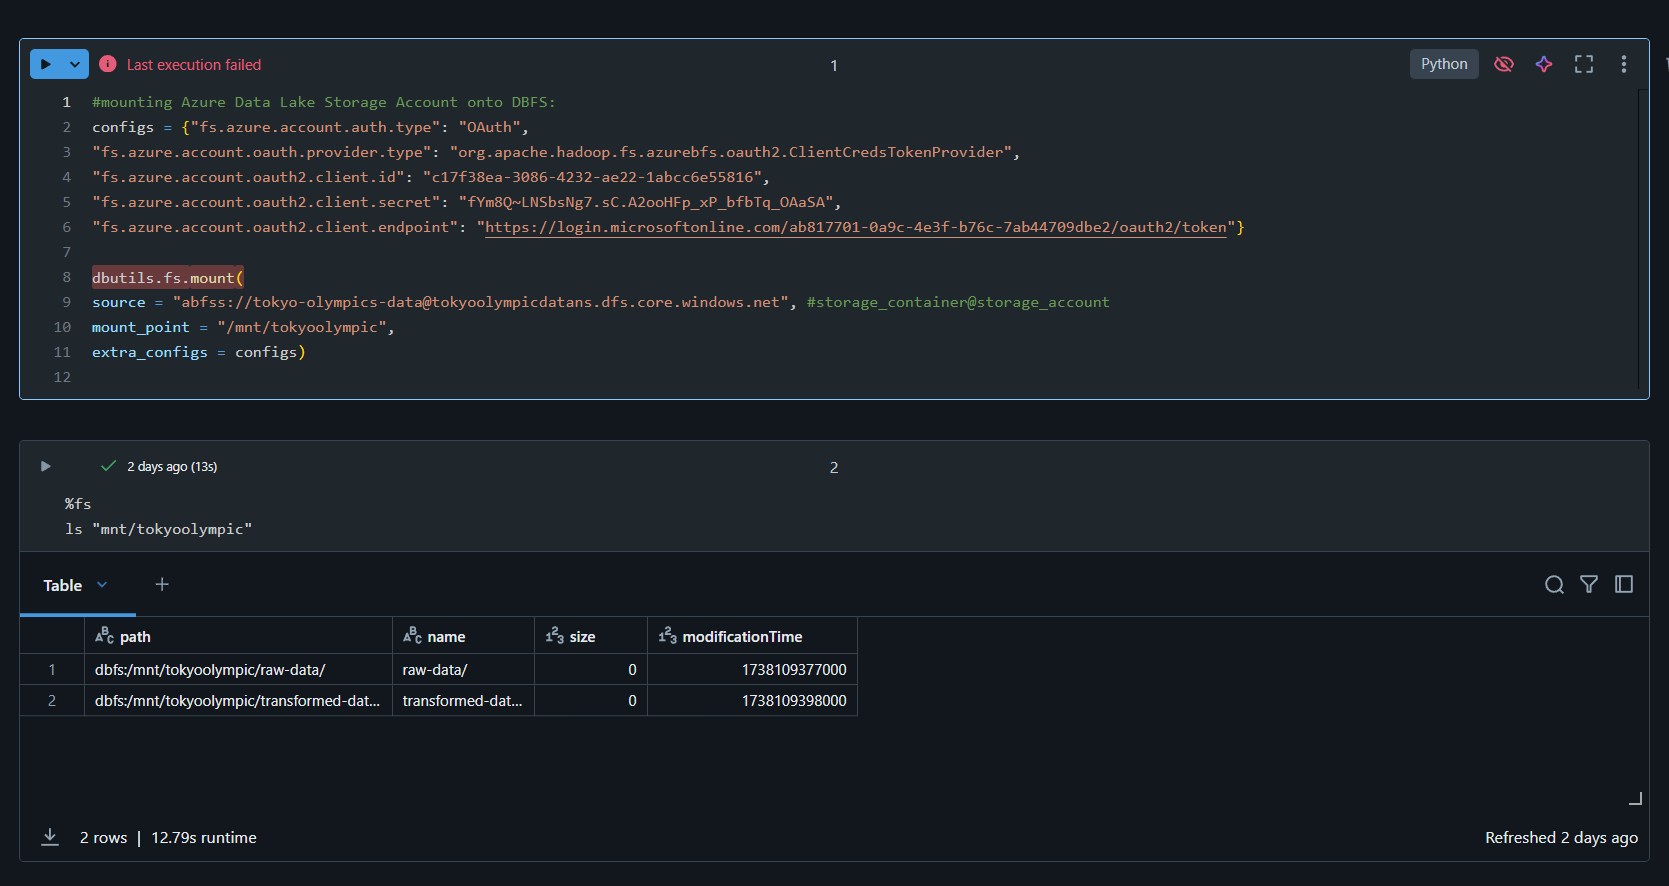 Last execution failed
1
Python
1 #mounting Azure Data Lake Storage Account onto DBFS:
2 configs = {"fs.azure.account.auth.type": "OAuth",
3 "fs.azure.account.oauth.provider.type": "org.apache.hadoop.fs.azurebfs.oauth2.ClientCredsTokenProvider",
4 "fs.azure.account.oauth2.client.id": "c17f38ea-3086-4232-ae22-1abcc6e55816",
5 "fs.azure.account.oauth2.client.secret": "fYm8Q~LNSbsNg7.sC.A2ooHFp_xP_bfbTq_OAaSA",
6 "fs.azure.account.oauth2.client.endpoint": "https://login.microsoftonline.com/ab817701-0a9c-4e3f-b76c-7ab44709dbe2/oauth2/token"}
7
8 dbutils.fs.mount(
9 source = "abfss://tokyo-olympics-data@tokyoolympicdatans.dfs.core.windows.net", #storage_container@storage_account
10 mount_point = "/mnt/tokyoolympic",
11 extra_configs = configs)
12
2 days ago (13s)
2
%fs
ls "mnt/tokyoolympic"
Table
path name size modificationTime
1 dbfs:/mnt/tokyoolympic/raw-data/ raw-data/ 0 1738109377000
2 dbfs:/mnt/tokyoolympic/transformed-dat... transformed-dat... 0 1738109398000
2 rows | 12.79s runtime
Refreshed 2 days ago